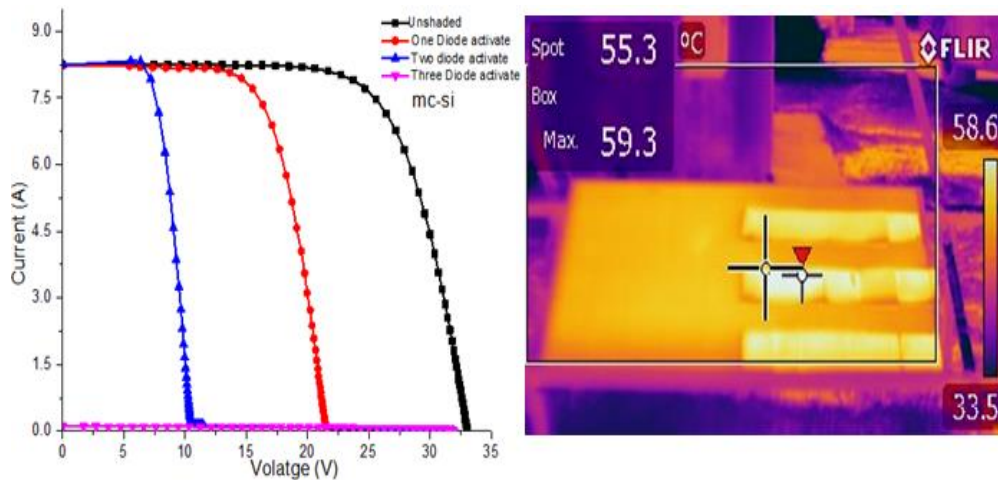 Unshaded
One Diode activate
Two diode activate
Three Diode activate
mc-si
Current (A)
9.0
7.5
6.0
4.5
3.0
1.5
0.0
0
5
10
15
20
25
30
35
Volatge (V)
Spot 55.3 °C
Box
Max. 59.3
FLIR
58.6
33.5